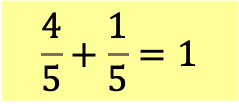 4/5 + 1/5 = 1